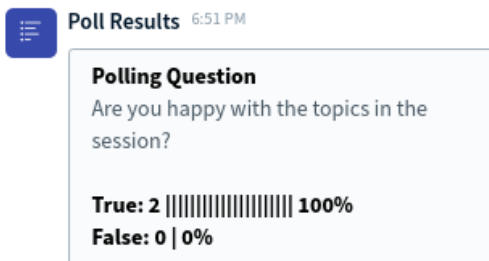 Poll Results 6:51 PM
Polling Question
Are you happy with the topics in the
session?
True: 2 ||||||||||||||||||||| 100%
False: 0 | 0%